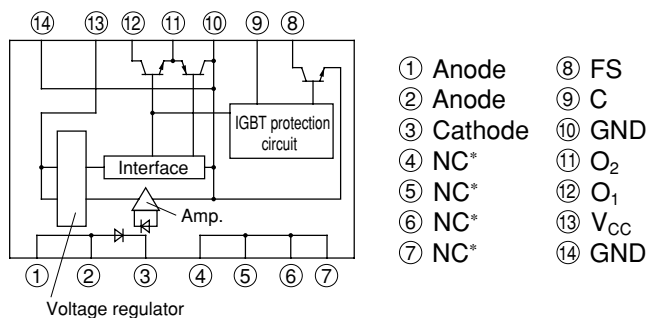 ⑭ ⑬ ⑫ ⑪ ⑩ ⑨ ⑧
IGBT protection
circuit
Interface
Amp.
① ② ③ ④ ⑤ ⑥ ⑦
Voltage regulator
① Anode
② Anode
③ Cathode
④ NC*
⑤ NC*
⑥ NC*
⑦ NC*
⑧ FS
⑨ C
⑩ GND
⑪ O₂
⑫ O₁
⑬ VCC
⑭ GND